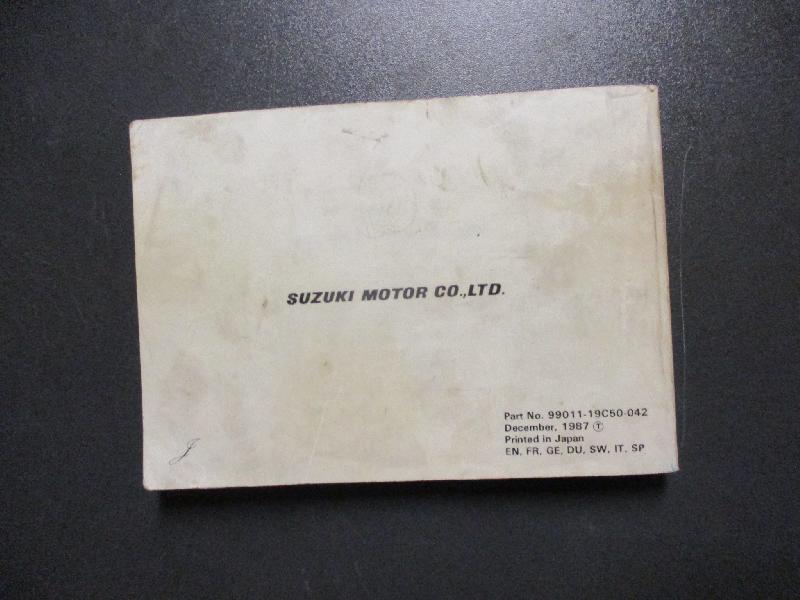 SUZUKI MOTOR CO.,LTD.
Part No. 99011-19C50-042
December, 1987 Ⓣ
Printed in Japan
EN, FR, GE, DU, SW, IT, SP